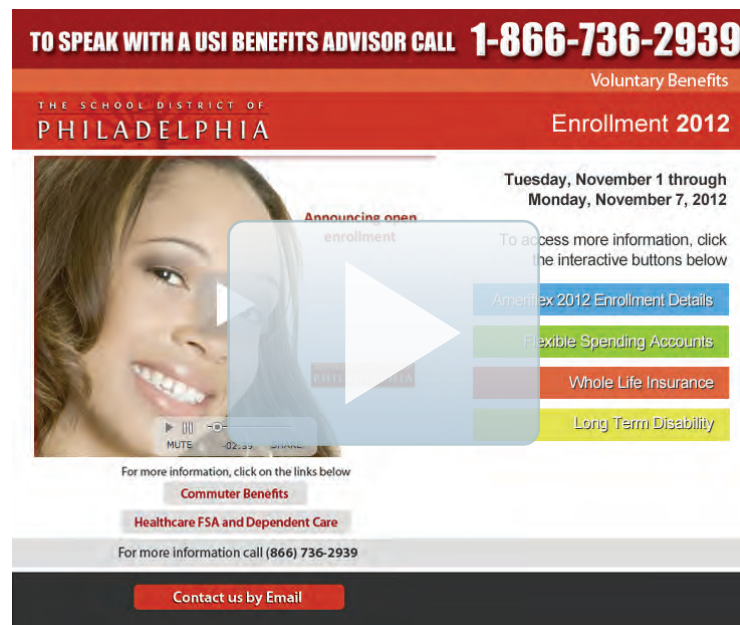 TO SPEAK WITH A USI BENEFITS ADVISOR CALL 1-866-736-2939
Voluntary Benefits
THE SCHOOL DISTRICT OF
PHILADELPHIA
Enrollment 2012
Announcing open
enrollment
PHILADELPHIA
MUTE -02:39 SHARE
Tuesday, November 1 through
Monday, November 7, 2012
To access more information, click
the interactive buttons below
Ameriflex 2012 Enrollment Details
Flexible Spending Accounts
Whole Life Insurance
Long Term Disability
For more information, click on the links below
Commuter Benefits
Healthcare FSA and Dependent Care
For more information call (866) 736-2939
Contact us by Email